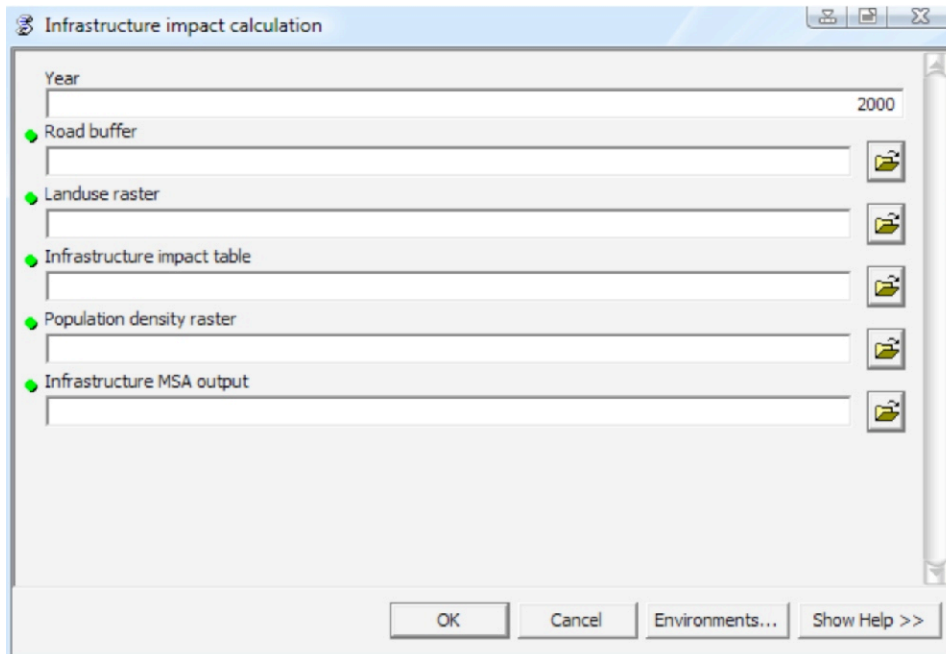 Infrastructure impact calculation
Year
2000
Road buffer
Landuse raster
Infrastructure impact table
Population density raster
Infrastructure MSA output
OK Cancel Environments... Show Help >>